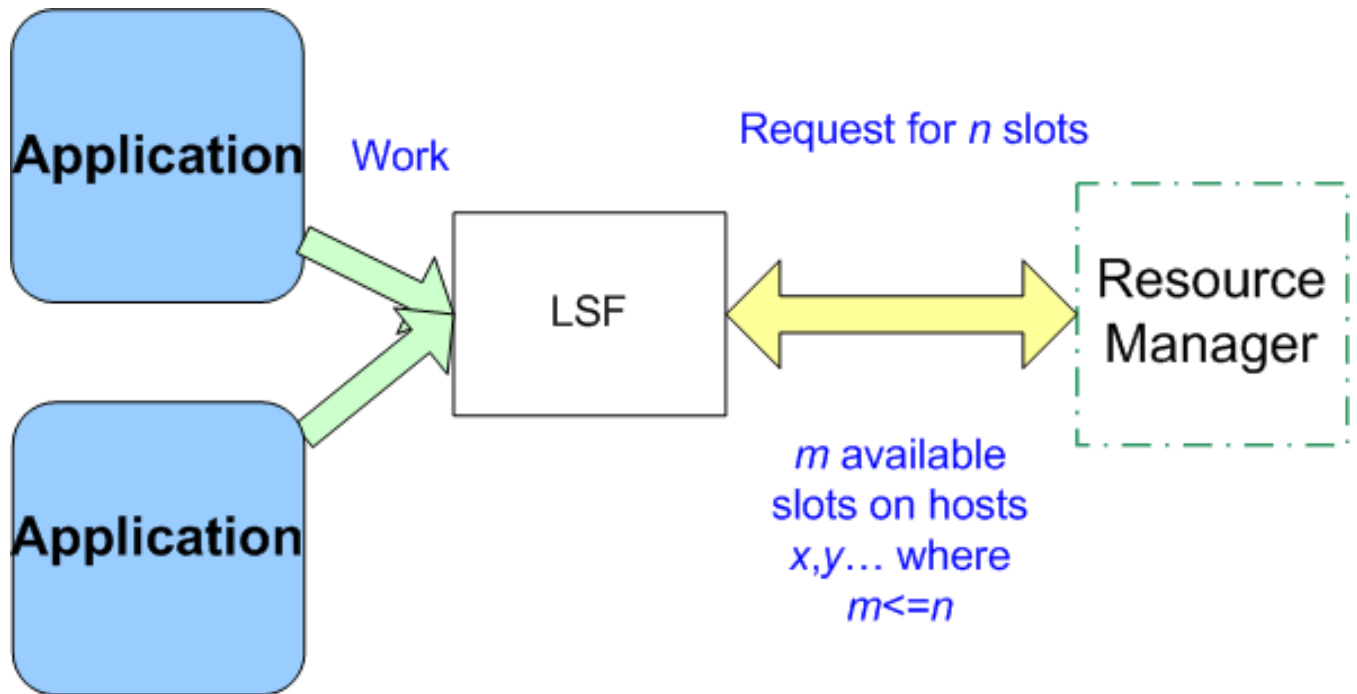 Application
Work
Request for n slots
LSF
Resource
Manager
m available
slots on hosts
x,y… where
m<=n
Application